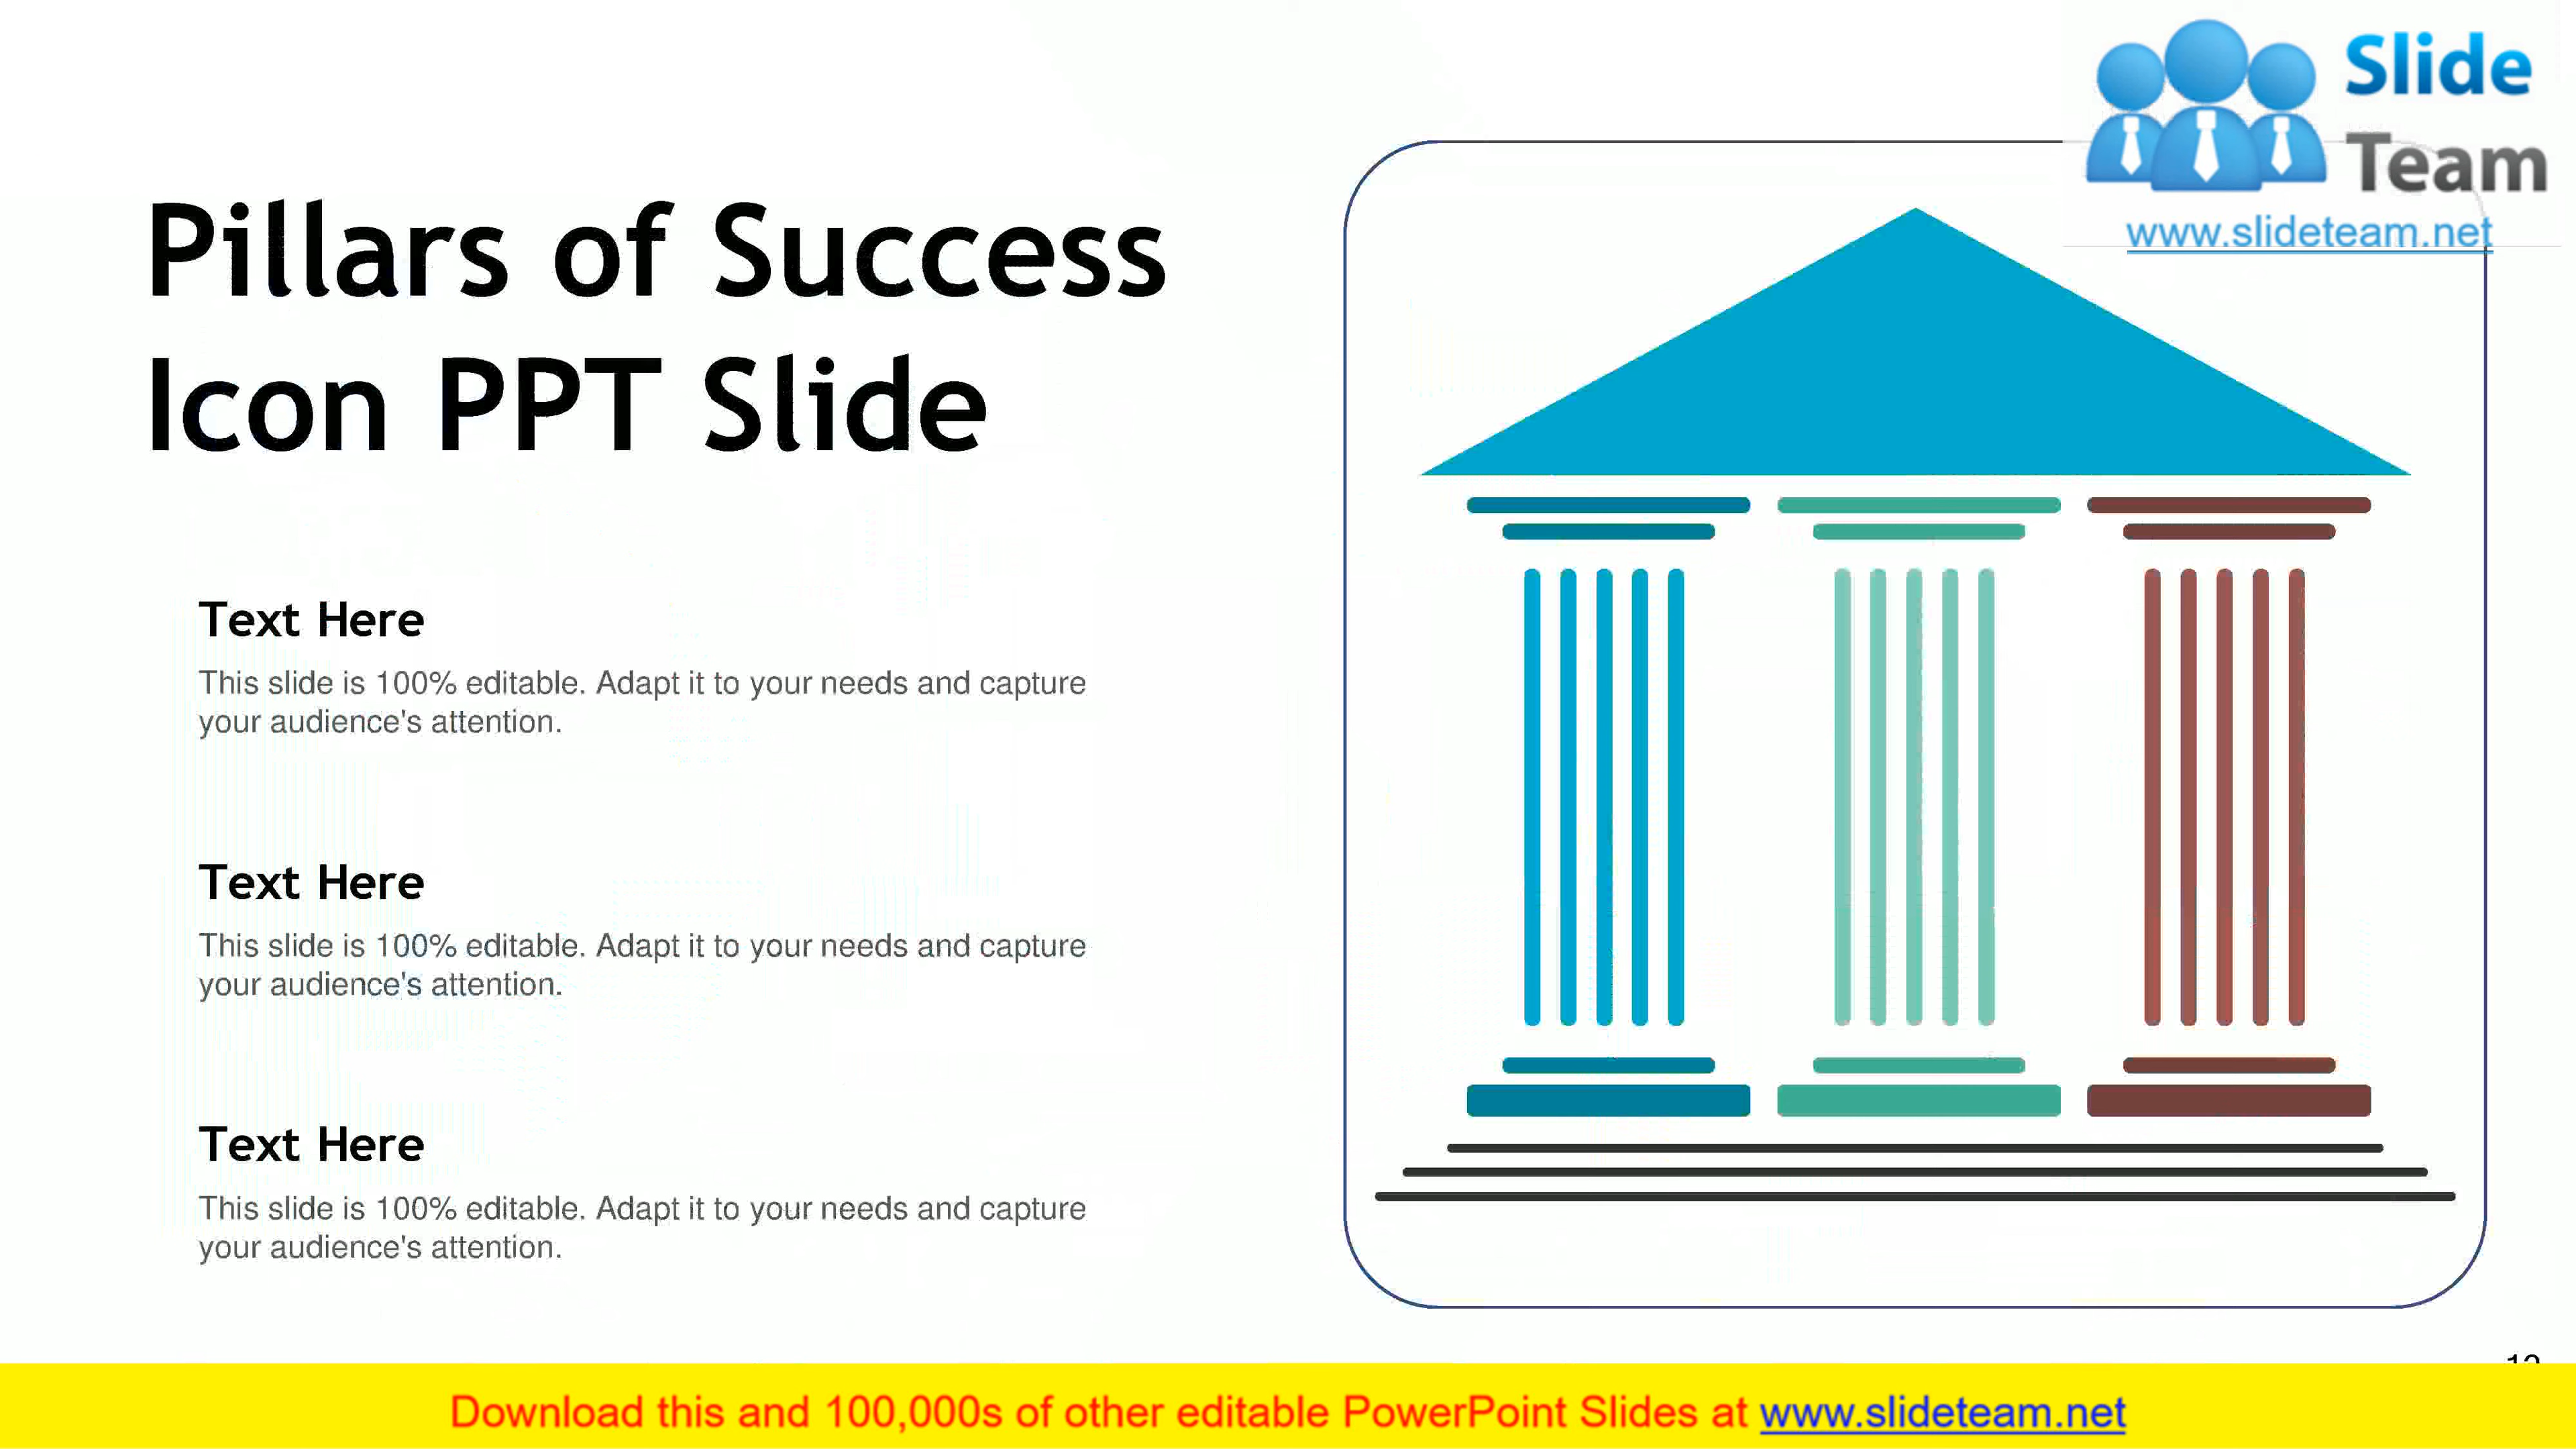 Slide
Team
www.slideteam.net
Pillars of Success
Icon PPT Slide
Text Here
This slide is 100% editable. Adapt it to your needs and capture
your audience's attention.
Text Here
This slide is 100% editable. Adapt it to your needs and capture
your audience's attention.
Text Here
This slide is 100% editable. Adapt it to your needs and capture
your audience's attention.
Download this and 100,000s of other editable PowerPoint Slides at www.slideteam.net